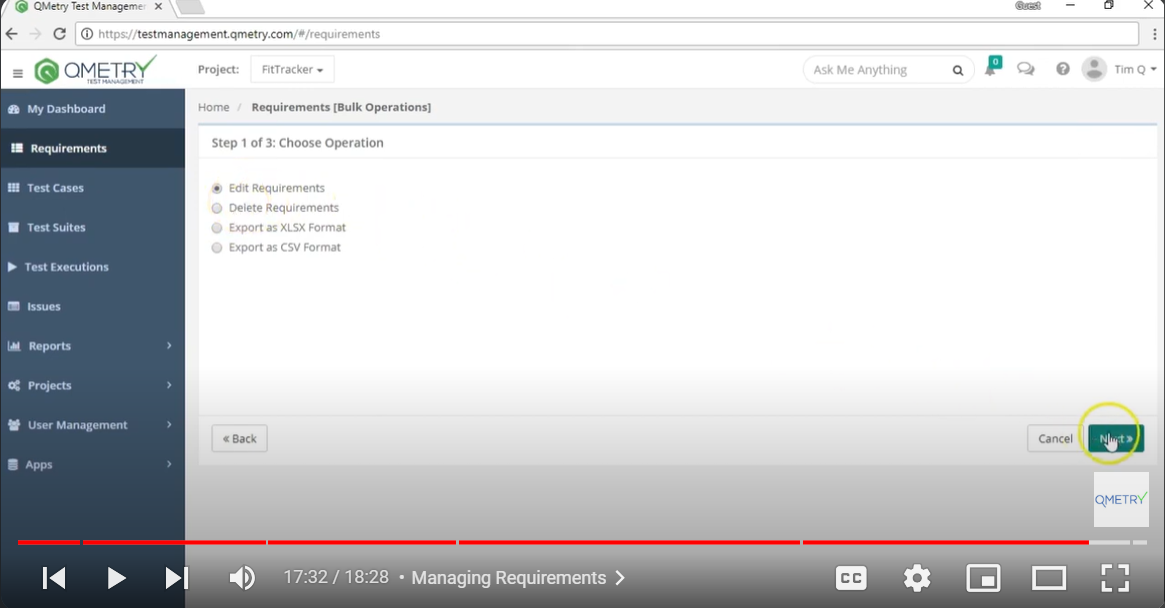 QMetry Test Managemen
Guest
https://testmanagement.qmetry.com/#/requirements
QMETRY
TEST MANAGEMENT
Project:
FitTracker
Ask Me Anything
0
Tim Q
My Dashboard
Requirements
Test Cases
Test Suites
Test Executions
Issues
Reports
Projects
User Management
Apps
Home / Requirements [Bulk Operations]
Step 1 of 3: Choose Operation
Edit Requirements
Delete Requirements
Export as XLSX Format
Export as CSV Format
« Back
Cancel
Next »
QMETRY
17:32 / 18:28 • Managing Requirements
CC